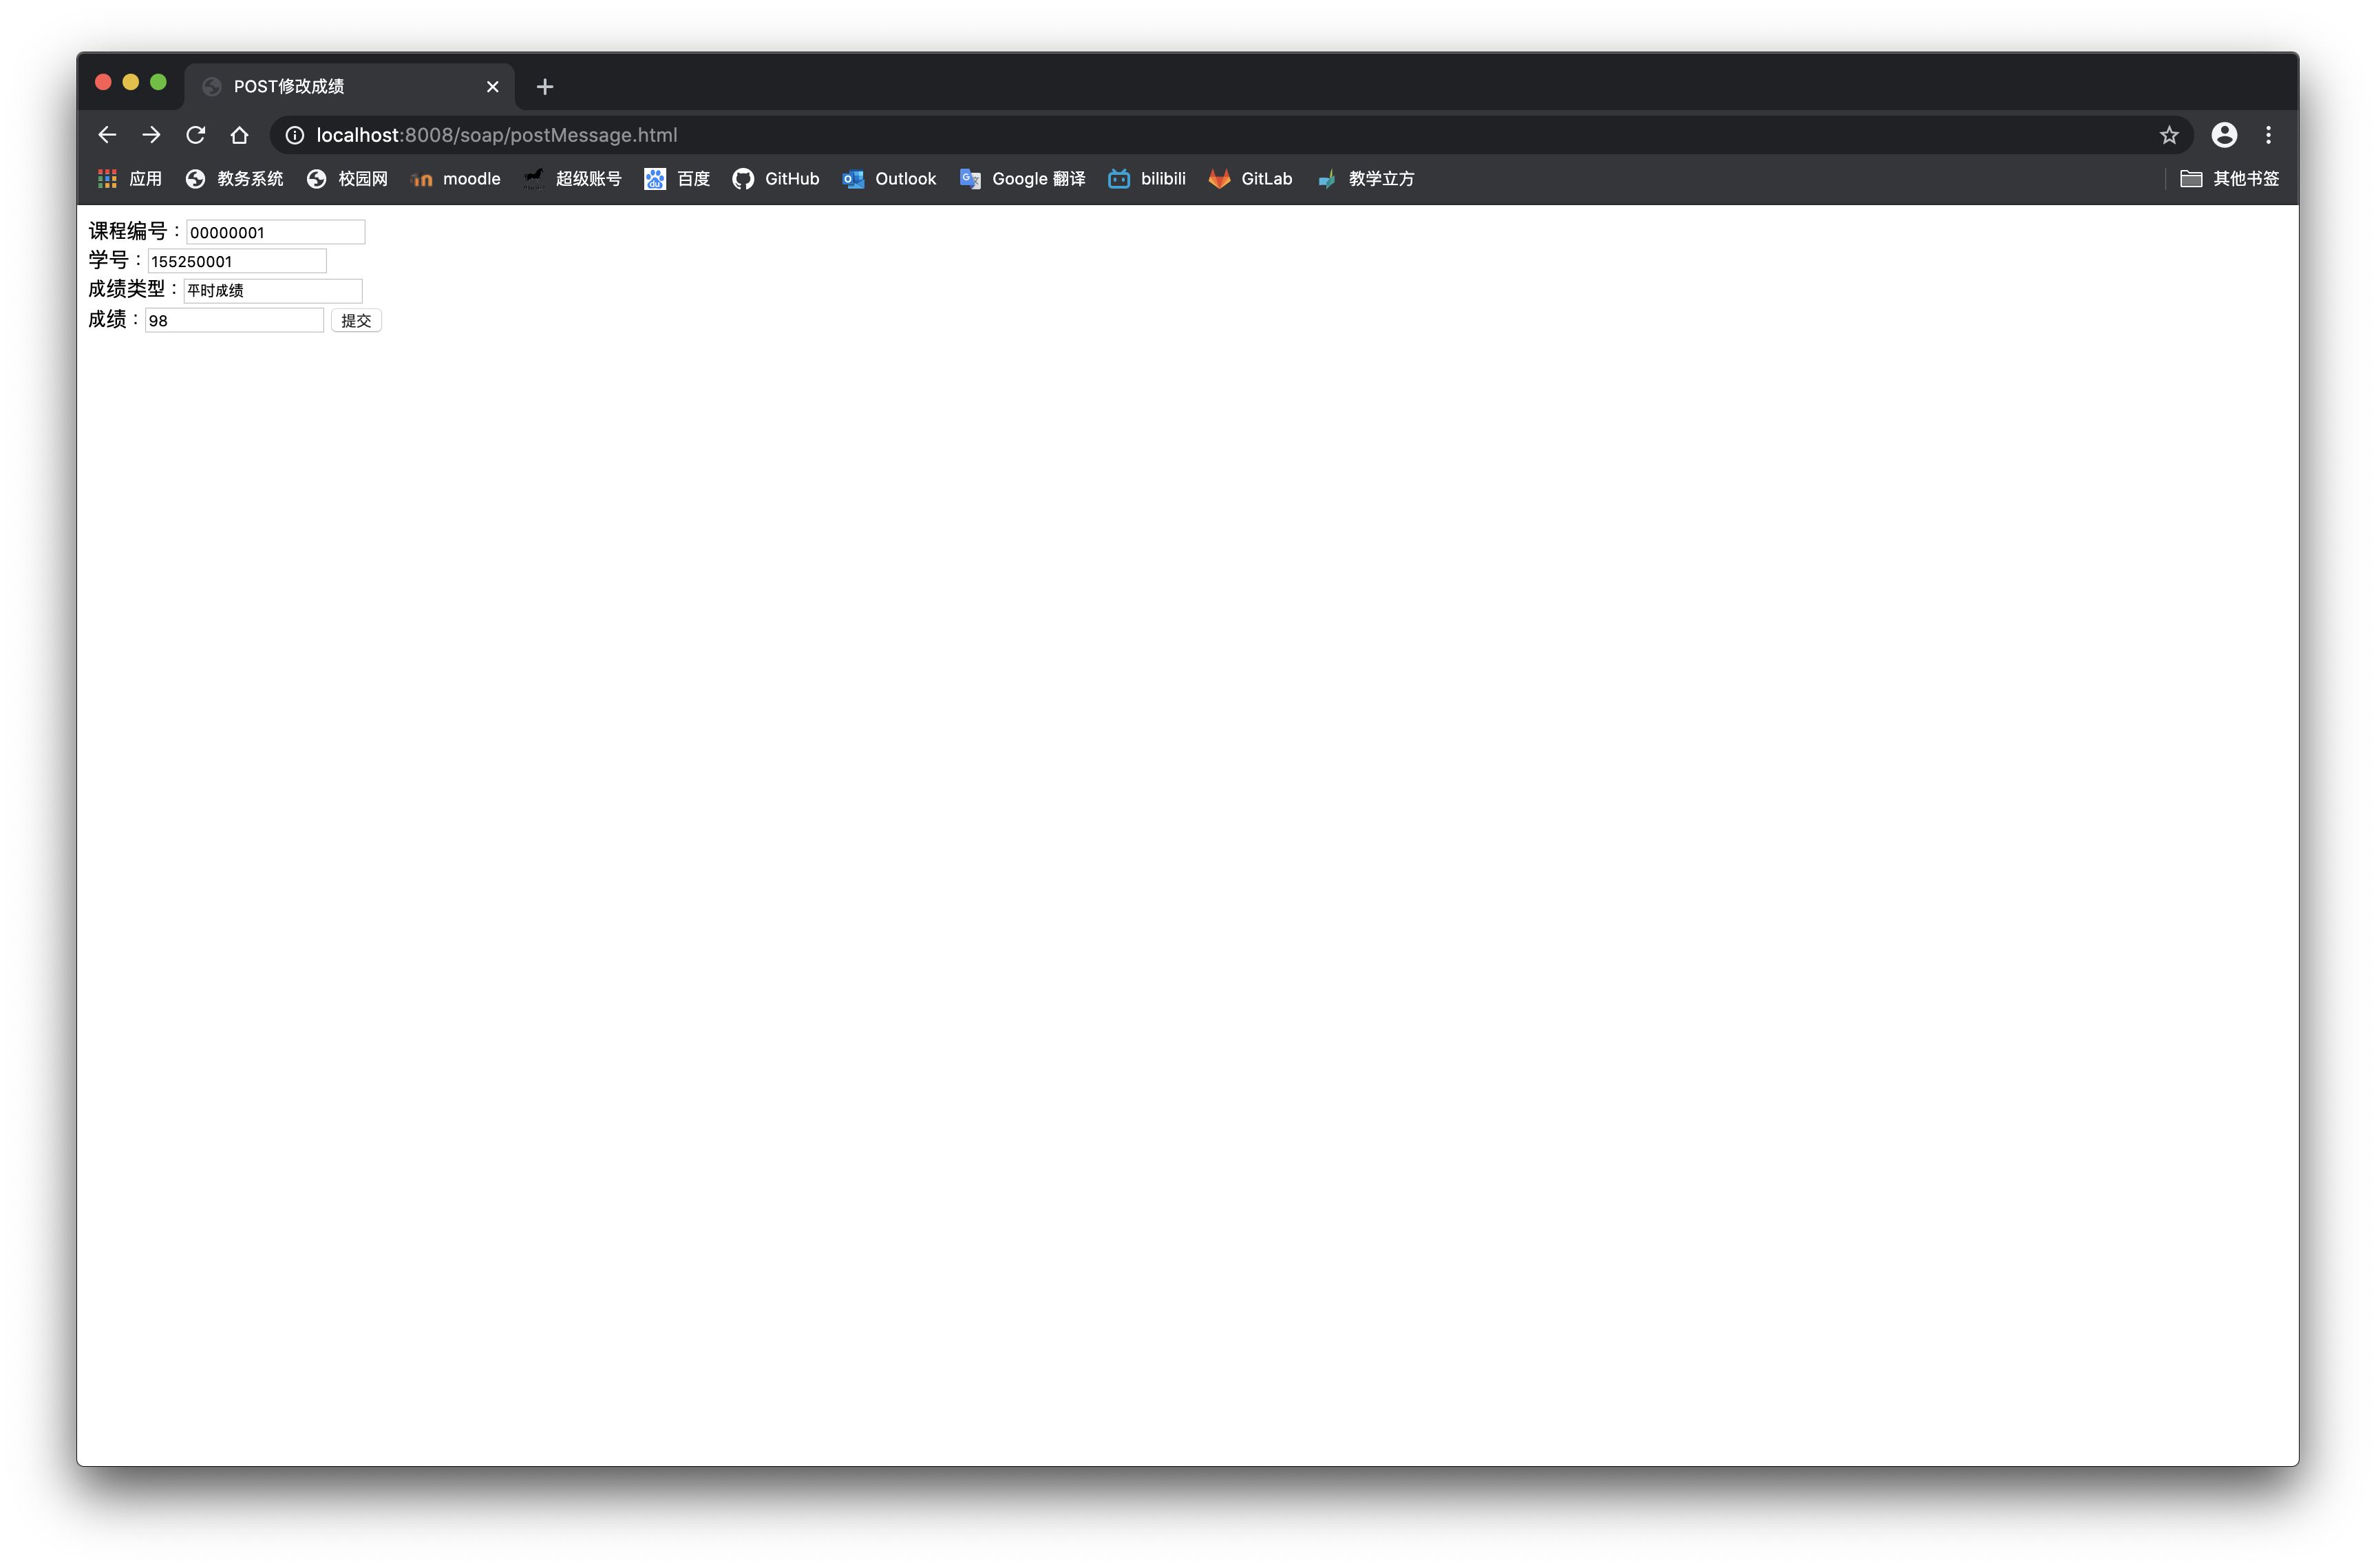 POST修改成绩
localhost:8008/soap/postMessage.html
应用 教务系统 校园网 moodle 超级账号 百度 GitHub Outlook Google 翻译 bilibili GitLab 教学立方 其他书签
课程编号：00000001
学号：155250001
成绩类型：平时成绩
成绩：98 提交